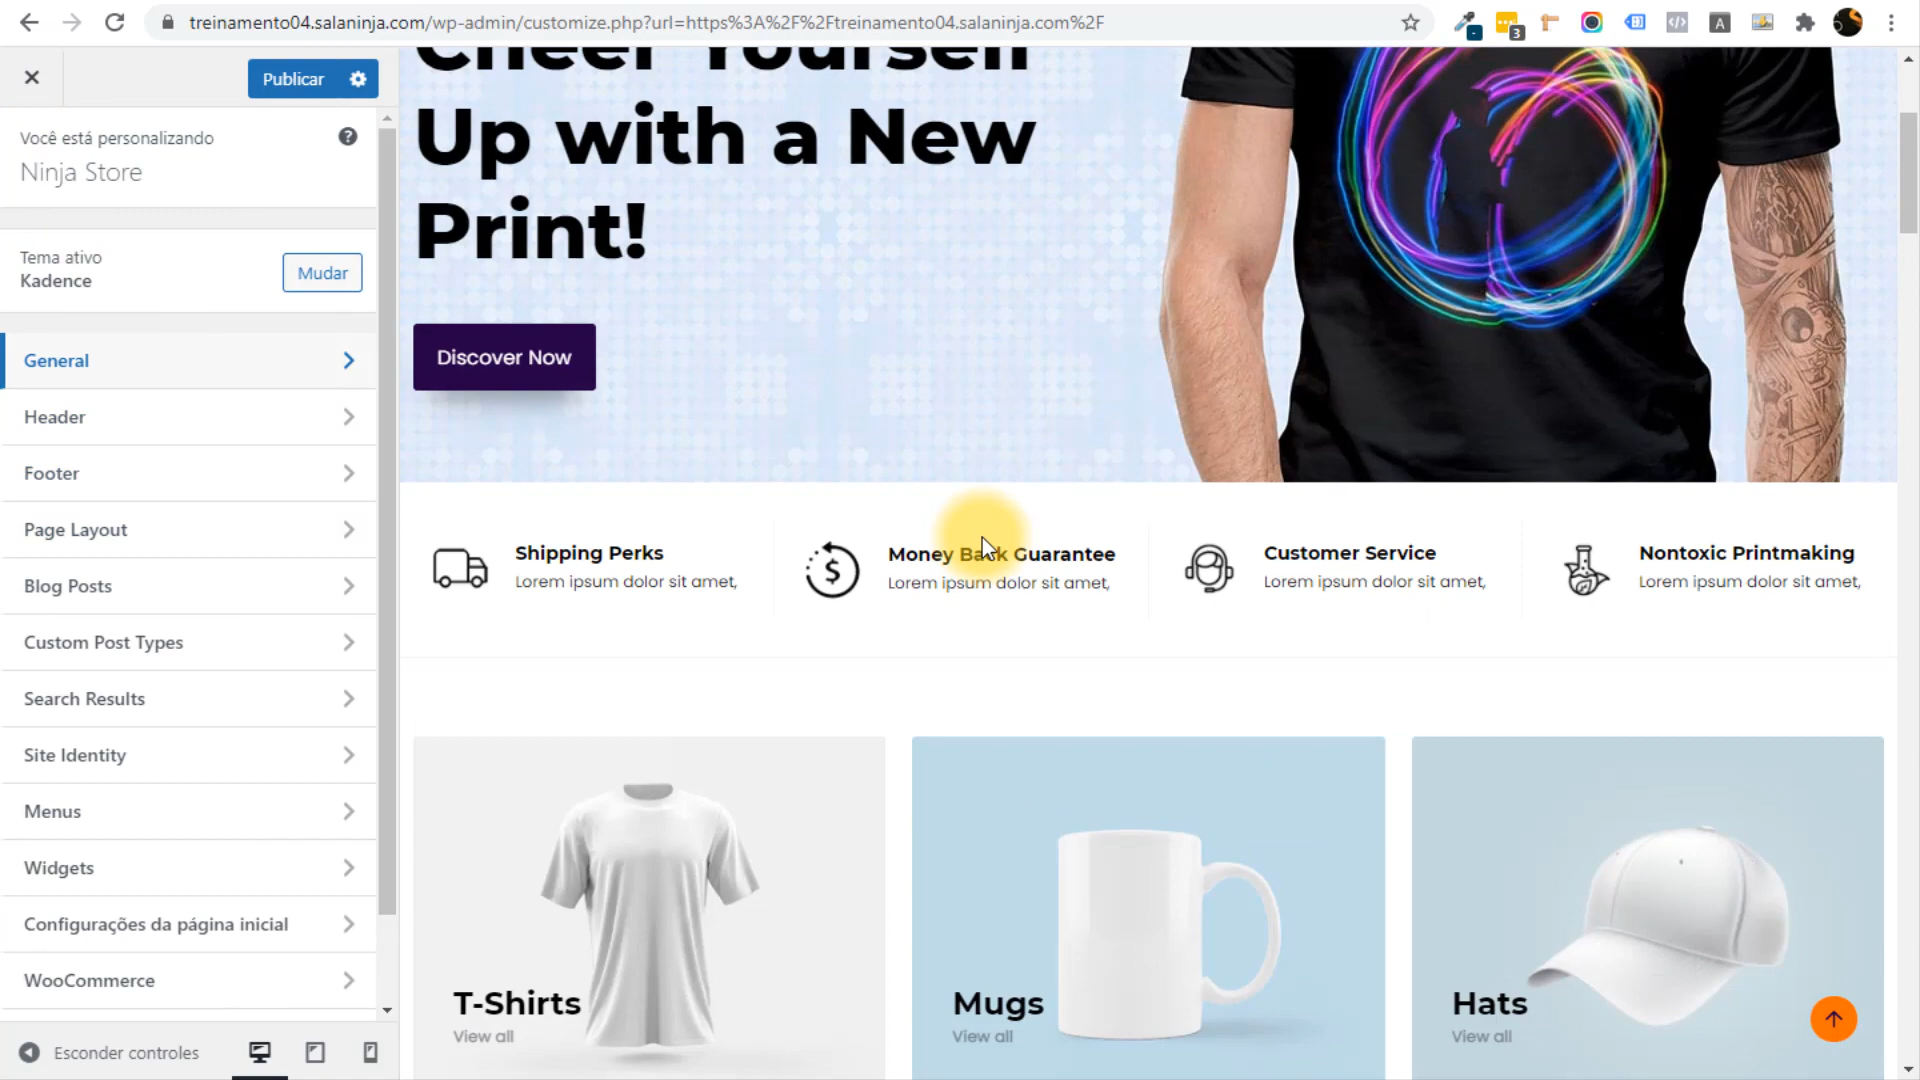 treinamento04.salaninja.com/wp-admin/customize.php?url=https%3A%2F%2Ftreinamento04.salaninja.com%2F
3
A
Publicar
Você está personalizando
Ninja Store
Tema ativo
Kadence
Mudar
General
Header
Footer
Page Layout
Blog Posts
Custom Post Types
Search Results
Site Identity
Menus
Widgets
Configurações da página inicial
WooCommerce
Esconder controles
Cheer Yourself
Up with a New
Print!
Discover Now
Shipping Perks
Lorem ipsum dolor sit amet,
Money Back Guarantee
Lorem ipsum dolor sit amet,
Customer Service
Lorem ipsum dolor sit amet,
Nontoxic Printmaking
Lorem ipsum dolor sit amet,
T-Shirts
View all
Mugs
View all
Hats
View all